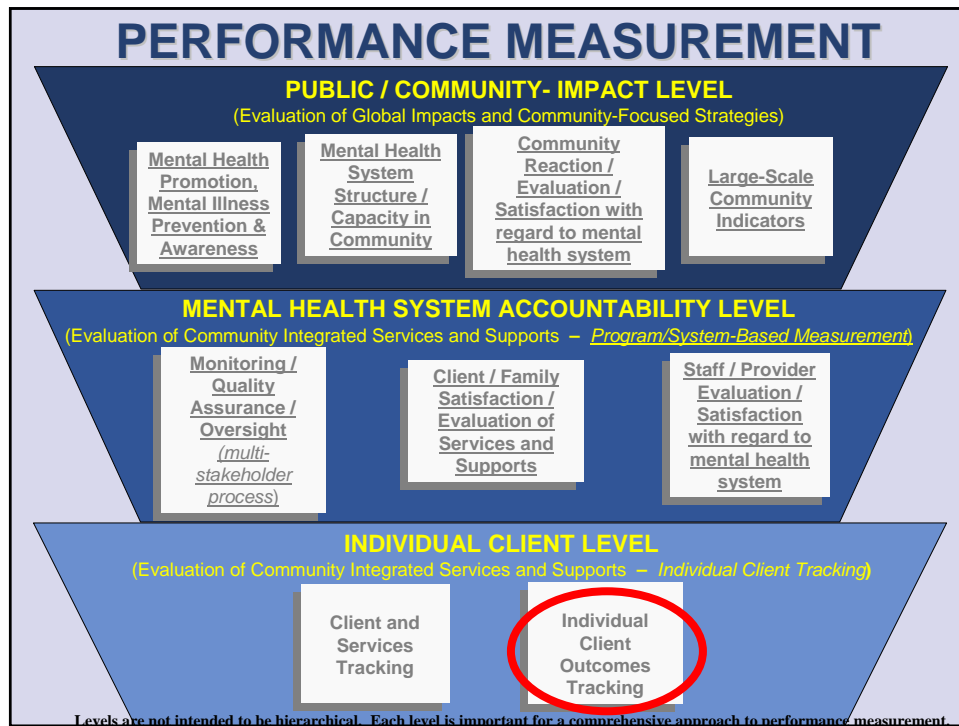 PERFORMANCE MEASUREMENT
PUBLIC / COMMUNITY- IMPACT LEVEL
(Evaluation of Global Impacts and Community-Focused Strategies)
Mental Health
Promotion,
Mental Illness
Prevention &
Awareness
Mental Health
System
Structure /
Capacity in
Community
Community
Reaction /
Evaluation /
Satisfaction with
regard to mental
health system
Large-Scale
Community
Indicators
MENTAL HEALTH SYSTEM ACCOUNTABILITY LEVEL
(Evaluation of Community Integrated Services and Supports – Program/System-Based Measurement)
Monitoring /
Quality
Assurance /
Oversight
(multi-
stakeholder
process)
Client / Family
Satisfaction /
Evaluation of
Services and
Supports
Staff / Provider
Evaluation /
Satisfaction
with regard to
mental health
system
INDIVIDUAL CLIENT LEVEL
(Evaluation of Community Integrated Services and Supports – Individual Client Tracking)
Client and
Services
Tracking
Individual
Client
Outcomes
Tracking
Levels are not intended to be hierarchical. Each level is important for a comprehensive approach to performance measurement.